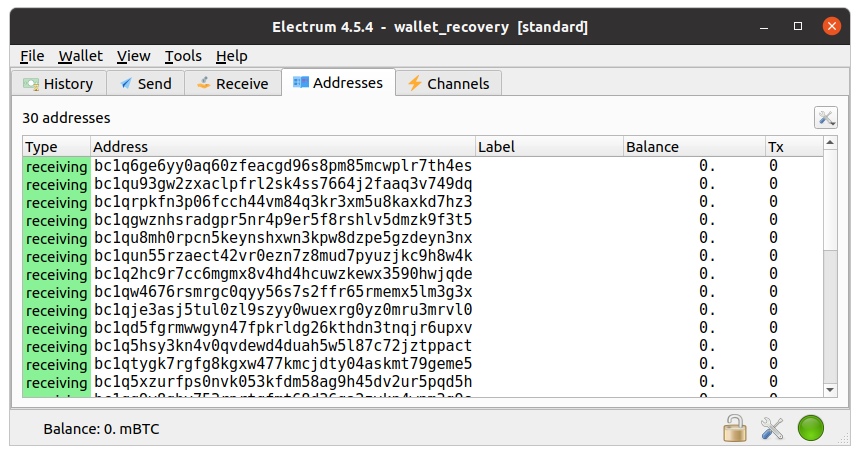 Electrum 4.5.4 - wallet_recovery [standard]
File Wallet View Tools Help
History Send Receive Addresses Channels
30 addresses
Type Address Label Balance Tx
receiving bc1q6ge6yy0aq60zfeacgd96s8pm85mcwplr7th4es 0. 0
receiving bc1qu93gw2zxaclpfrl2sk4ss7664j2faaq3v749dq 0. 0
receiving bc1qrpkfn3p06fcch44vm84q3kr3xm5u8kaxkd7hz3 0. 0
receiving bc1qgwznhsradgpr5nr4p9er5f8rshlv5dmzk9f3t5 0. 0
receiving bc1qu8mh0rpcn5keynshxwn3kpw8dzpe5gzdeyn3nx 0. 0
receiving bc1qun55rzaect42vr0ezn7z8mud7pyuzjkc9h8w4k 0. 0
receiving bc1q2hc9r7cc6mgmx8v4hd4hcuwzkewx3590hwjqde 0. 0
receiving bc1qw4676rsmrgc0qyy56s7s2ffr65rmemx5lm3g3x 0. 0
receiving bc1qje3asj5tul0zl9szyy0wuexrg0yz0mru3mrvl0 0. 0
receiving bc1qd5fgrmwwgyn47fpkrldg26kthdn3tnqjr6upxv 0. 0
receiving bc1q5hsy3kn4v0qvdewd4duah5w5l87c72jztppact 0. 0
receiving bc1qtygk7rgfg8kgxw477kmcjdty04askmt79geme5 0. 0
receiving bc1q5xzurfps0nvk053kfdm58ag9h45dv2ur5pqd5h 0. 0
Balance: 0. mBTC